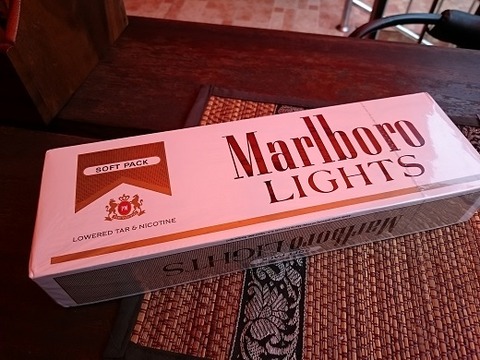 SOFT PACK
Marlboro
LIGHTS
LOWERED TAR & NICOTINE
Marlboro LIGHTS